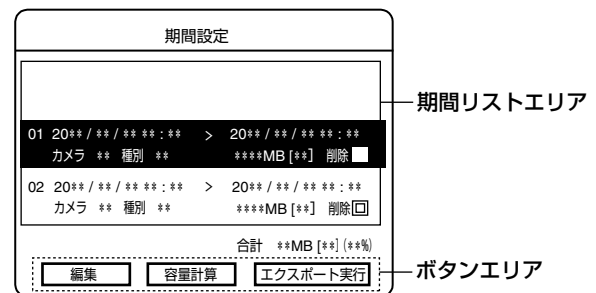 期間設定
期間リストエリア
01 20** / ** / ** ** : ** > 20** / ** / ** ** : **
カメラ ** 種別 ** ****MB [**] 削除
02 20** / ** / ** ** : ** > 20** / ** / ** ** : **
カメラ ** 種別 ** ****MB [**] 削除
合計 **MB [**] (**%)
編集 容量計算 エクスポート実行
ボタンエリア